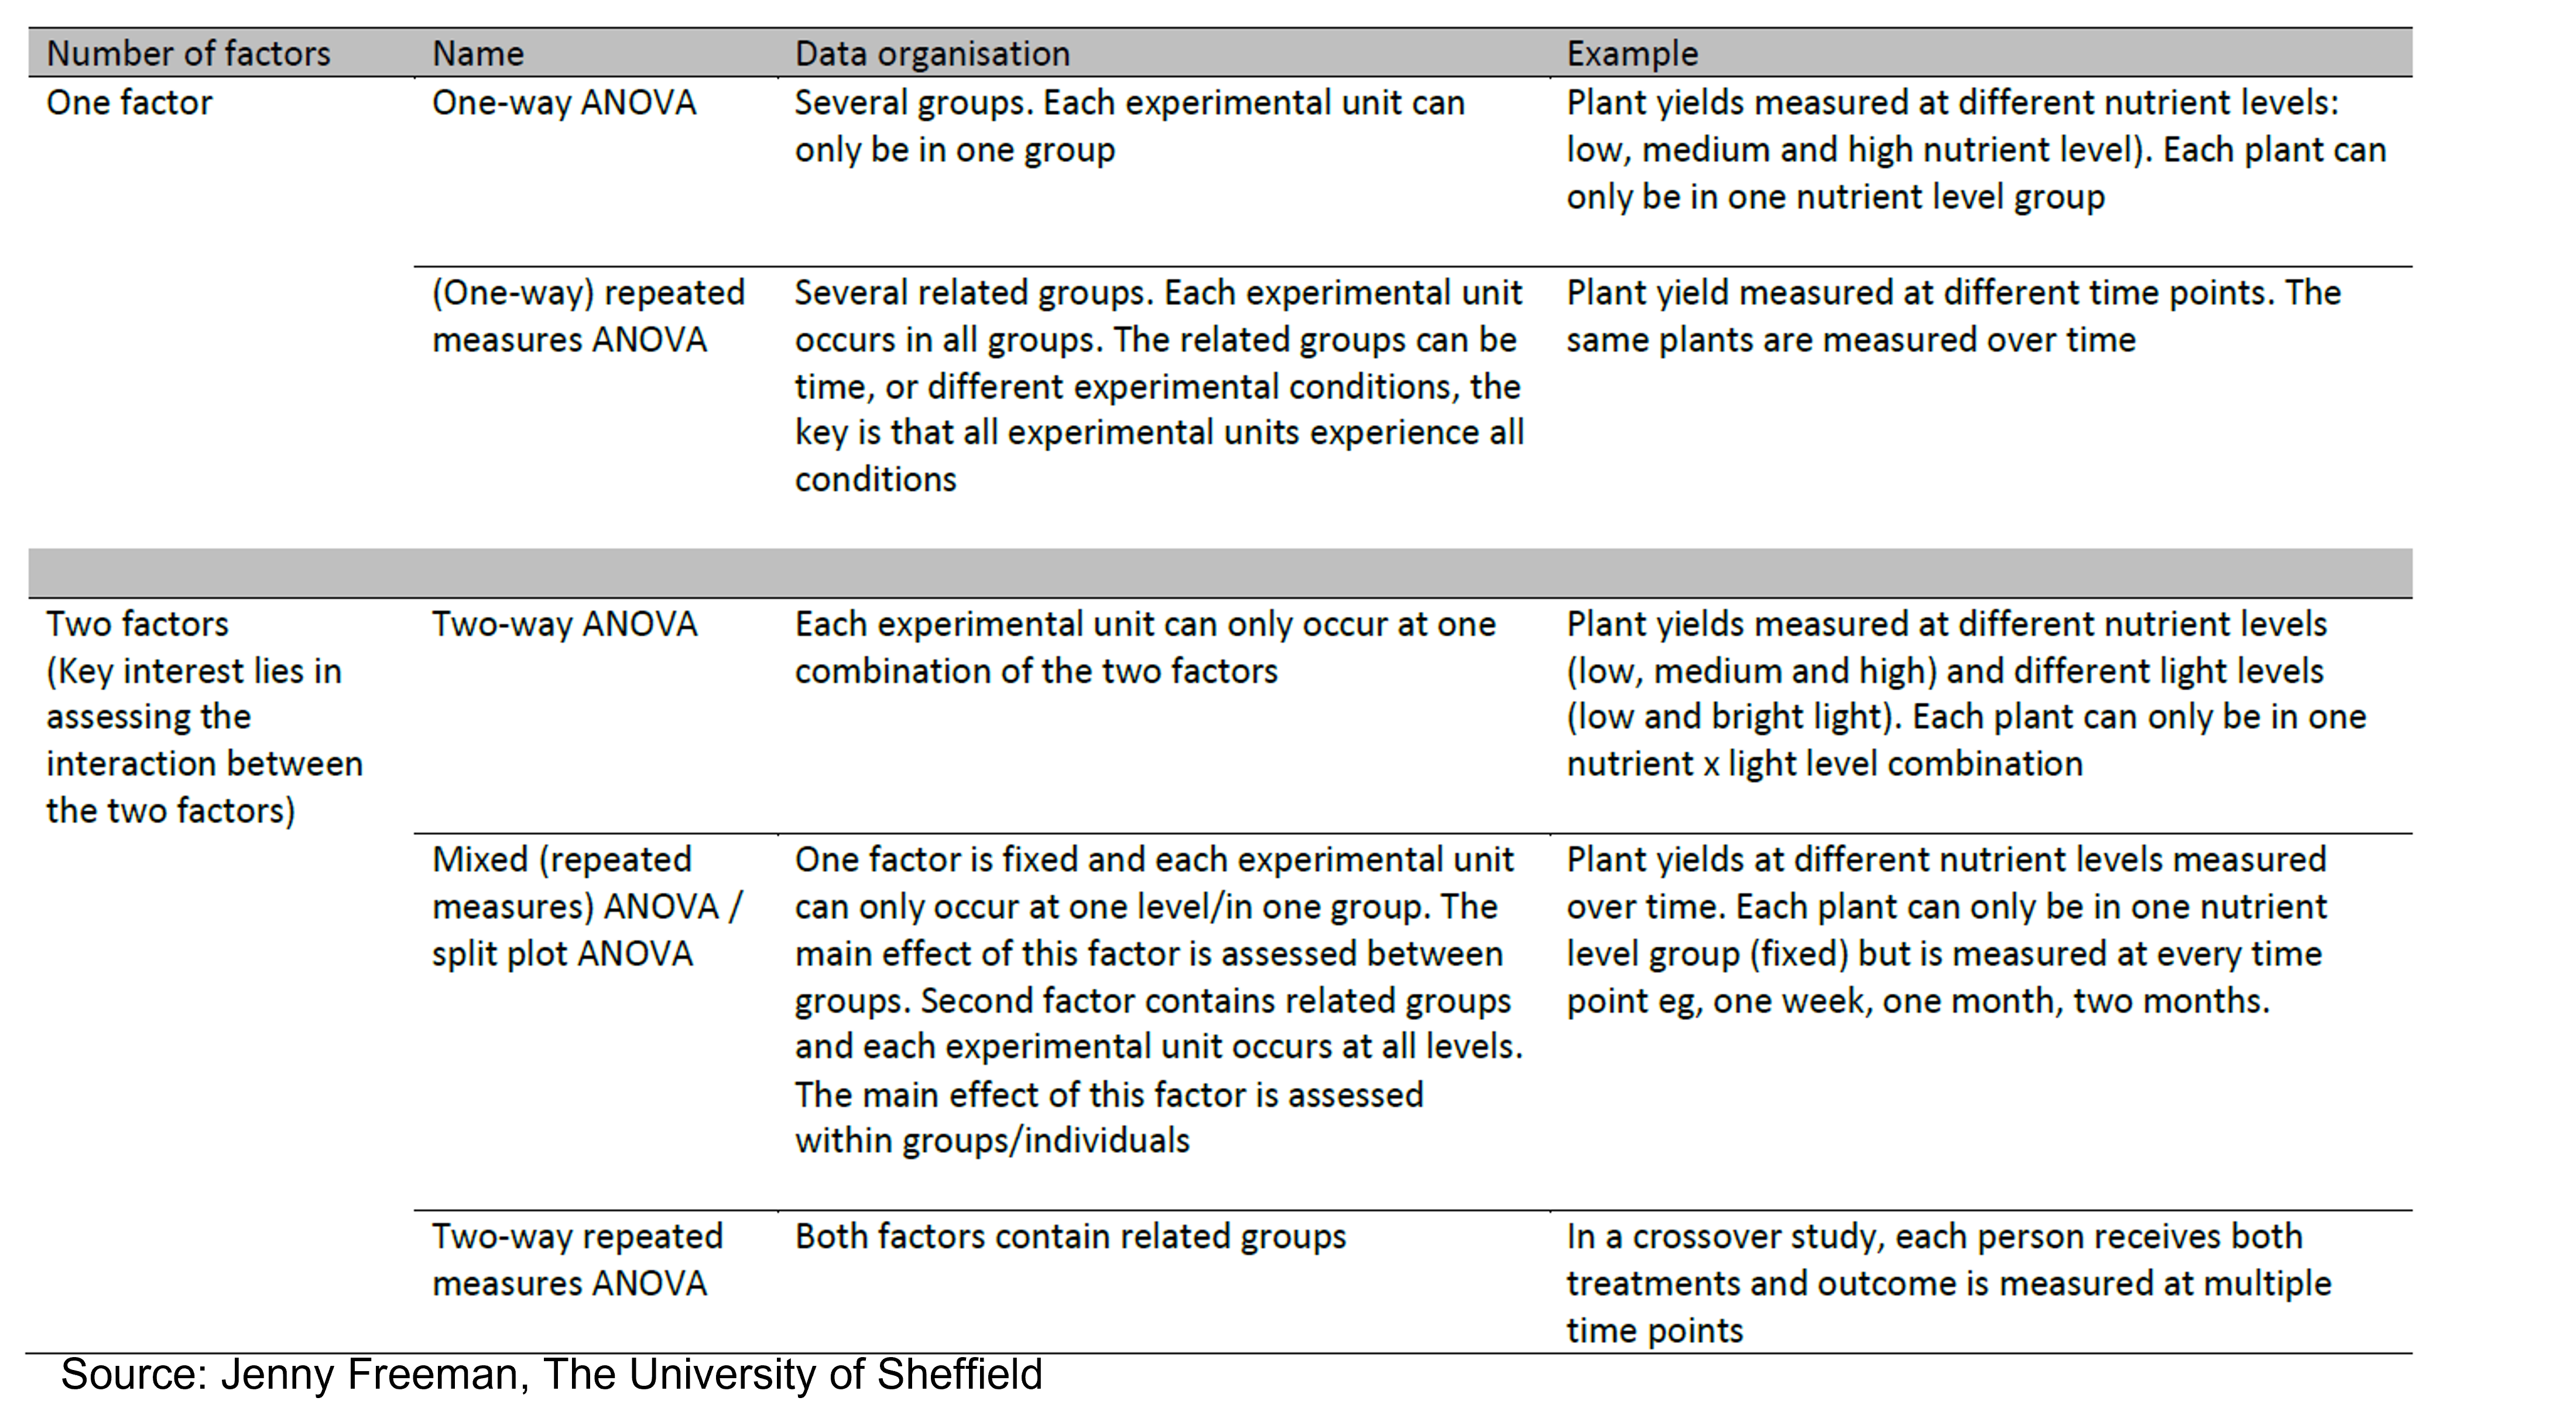 Number of factors
Name
Data organisation
Example
One factor
One-way ANOVA
Several groups. Each experimental unit can
only be in one group
Plant yields measured at different nutrient levels:
low, medium and high nutrient level). Each plant can
only be in one nutrient level group
(One-way) repeated
measures ANOVA
Several related groups. Each experimental unit
occurs in all groups. The related groups can be
time, or different experimental conditions, the
key is that all experimental units experience all
conditions
Plant yield measured at different time points. The
same plants are measured over time
Two factors
(Key interest lies in
assessing the
interaction between
the two factors)
Two-way ANOVA
Each experimental unit can only occur at one
combination of the two factors
Plant yields measured at different nutrient levels
(low, medium and high) and different light levels
(low and bright light). Each plant can only be in one
nutrient x light level combination
Mixed (repeated
measures) ANOVA /
split plot ANOVA
One factor is fixed and each experimental unit
can only occur at one level/in one group. The
main effect of this factor is assessed between
groups. Second factor contains related groups
and each experimental unit occurs at all levels.
The main effect of this factor is assessed
within groups/individuals
Plant yields at different nutrient levels measured
over time. Each plant can only be in one nutrient
level group (fixed) but is measured at every time
point eg, one week, one month, two months.
Two-way repeated
measures ANOVA
Both factors contain related groups
In a crossover study, each person receives both
treatments and outcome is measured at multiple
time points
Source: Jenny Freeman, The University of Sheffield